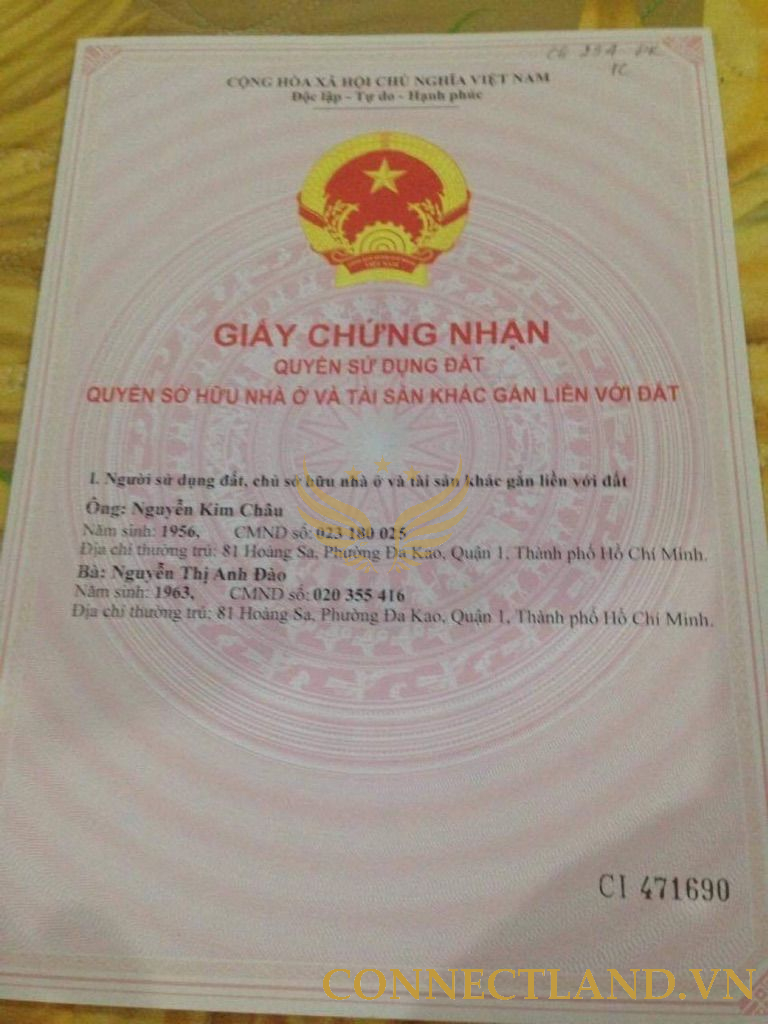 CỘNG HÒA XÃ HỘI CHỦ NGHĨA VIỆT NAM
Độc lập - Tự do - Hạnh phúc
VIỆT NAM
GIẤY CHỨNG NHẬN
QUYỀN SỬ DỤNG ĐẤT
QUYỀN SỞ HỮU NHÀ Ở VÀ TÀI SẢN KHÁC GẮN LIỀN VỚI ĐẤT
I. Người sử dụng đất, chủ sở hữu nhà ở và tài sản khác gắn liền với đất
Ông: Nguyễn Kim Châu
Năm sinh: 1956, CMND số: 023 180 025
Địa chỉ thường trú: 81 Hoàng Sa, Phường Đa Kao, Quận 1, Thành phố Hồ Chí Minh.
Bà: Nguyễn Thị Anh Đào
Năm sinh: 1963, CMND số: 020 355 416
Địa chỉ thường trú: 81 Hoàng Sa, Phường Đa Kao, Quận 1, Thành phố Hồ Chí Minh.
CI 471690
CONNECTLAND.VN